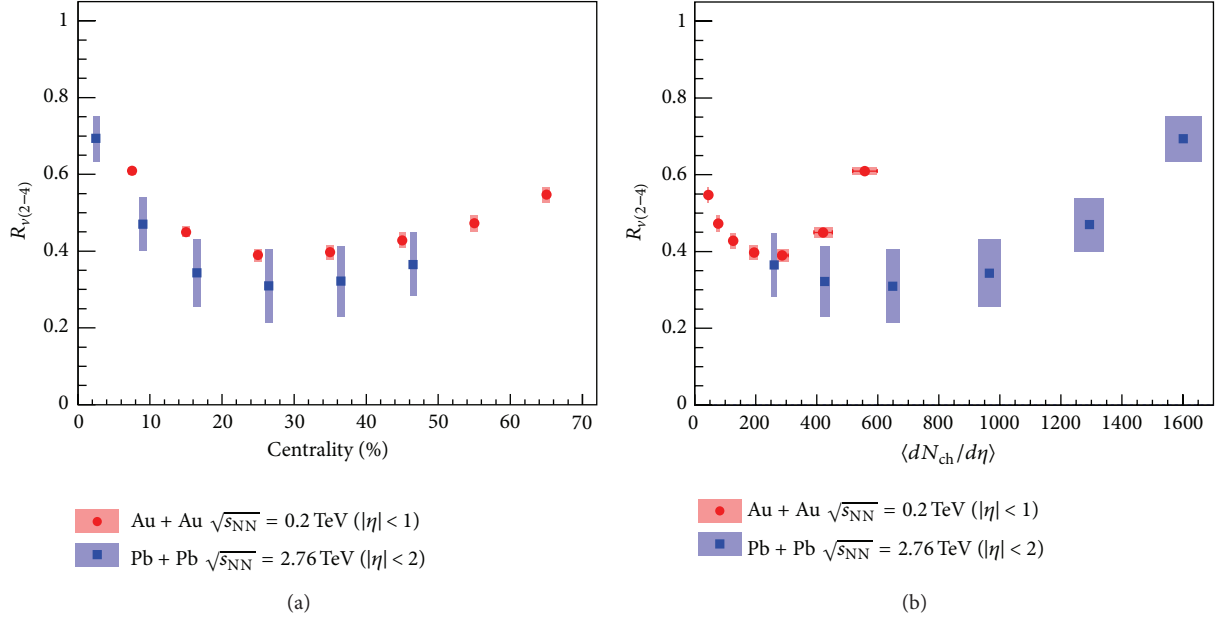 1
0.8
0.6
0.4
0.2
0
R_ν(2−4)
0 10 20 30 40 50 60 70
Centrality (%)
Au + Au √s_NN = 0.2 TeV (|η| < 1)
Pb + Pb √s_NN = 2.76 TeV (|η| < 2)
(a)
1
0.8
0.6
0.4
0.2
0
R_ν(2−4)
0 200 400 600 800 1000 1200 1400 1600
⟨dN_ch/dη⟩
Au + Au √s_NN = 0.2 TeV (|η| < 1)
Pb + Pb √s_NN = 2.76 TeV (|η| < 2)
(b)